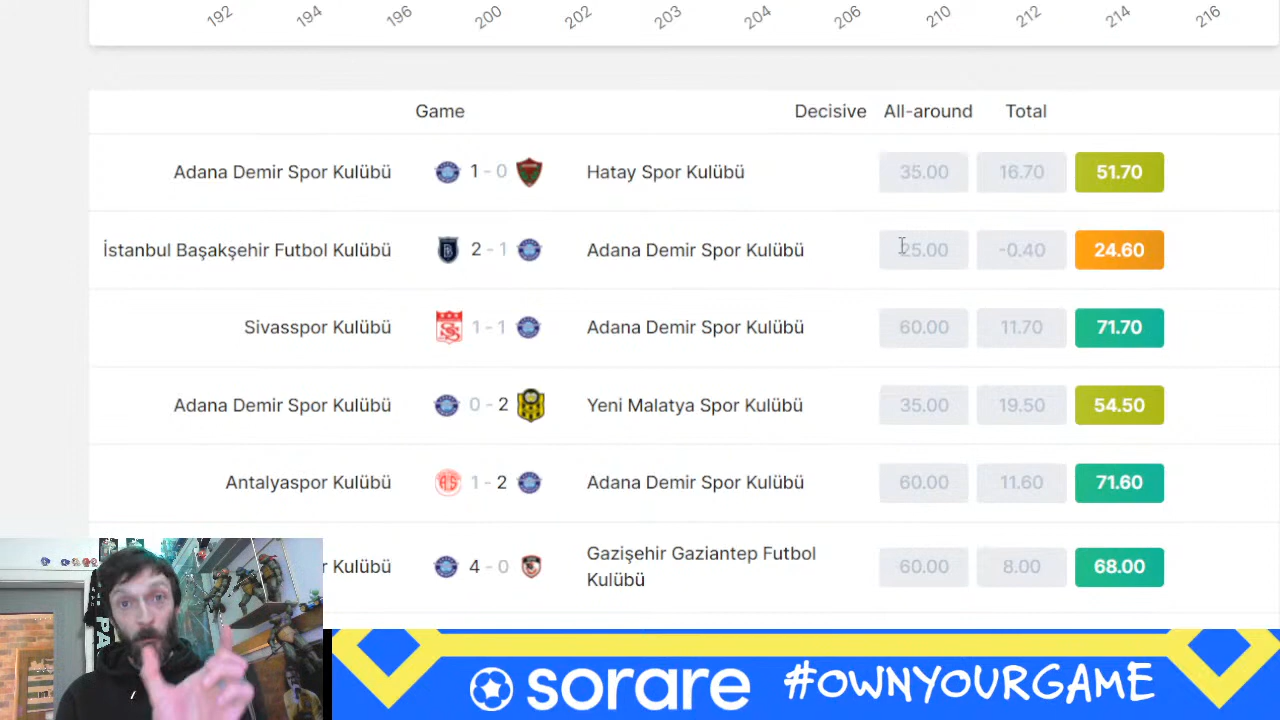 192 194 196 200 202 203 204 206 210 212 214 216
Game Decisive All-around Total
Adana Demir Spor Kulübü 1 - 0 Hatay Spor Kulübü 35.00 16.70 51.70
İstanbul Başakşehir Futbol Kulübü 2 - 1 Adana Demir Spor Kulübü 25.00 -0.40 24.60
Sivasspor Kulübü 1 - 1 Adana Demir Spor Kulübü 60.00 11.70 71.70
Adana Demir Spor Kulübü 0 - 2 Yeni Malatya Spor Kulübü 35.00 19.50 54.50
Antalyaspor Kulübü 1 - 2 Adana Demir Spor Kulübü 60.00 11.60 71.60
Kulübü 4 - 0 Gazişehir Gaziantep Futbol
Kulübü 60.00 8.00 68.00
sorare #OWNYOURGAME